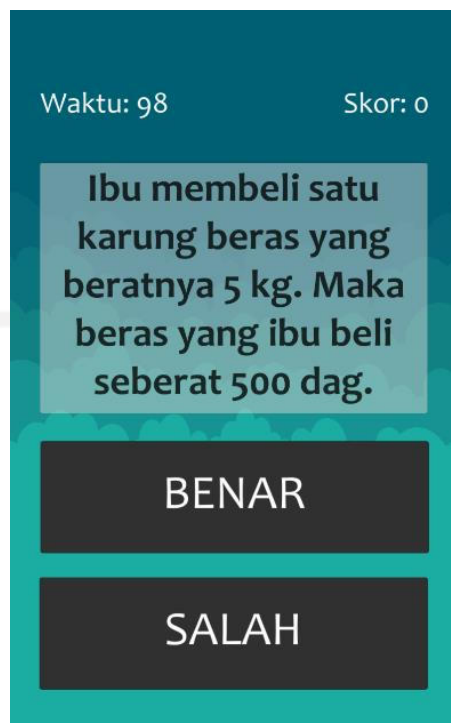 Waktu: 98
Skor: 0
Ibu membeli satu
karung beras yang
beratnya 5 kg. Maka
beras yang ibu beli
seberat 500 dag.
BENAR
SALAH